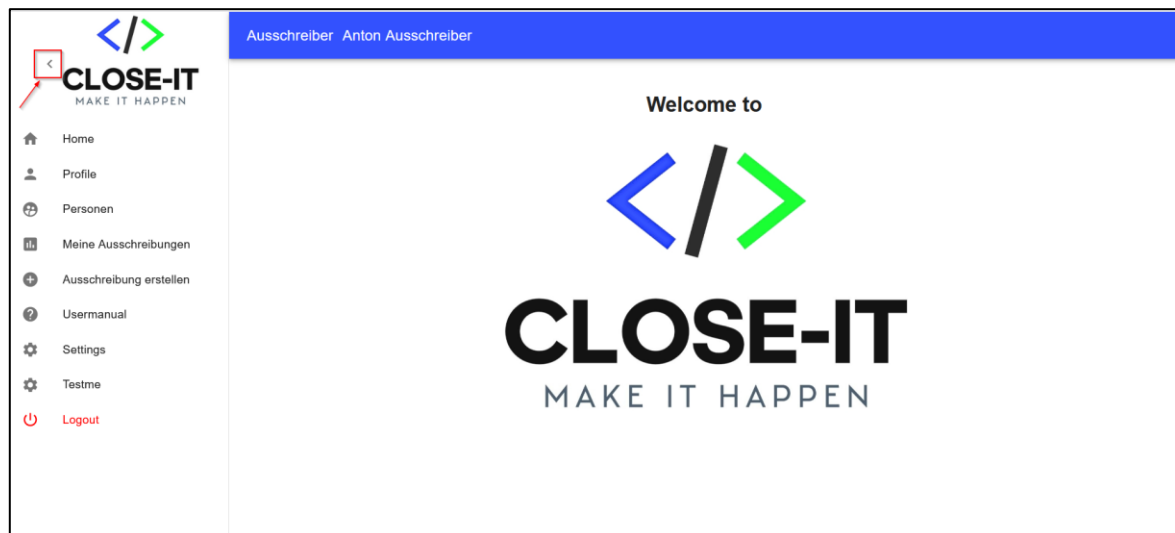 CLOSE-IT
MAKE IT HAPPEN
Home
Profile
Personen
Meine Ausschreibungen
Ausschreibung erstellen
Usermanual
Settings
Testme
Logout
Ausschreiber Anton Ausschreiber
Welcome to
CLOSE-IT
MAKE IT HAPPEN